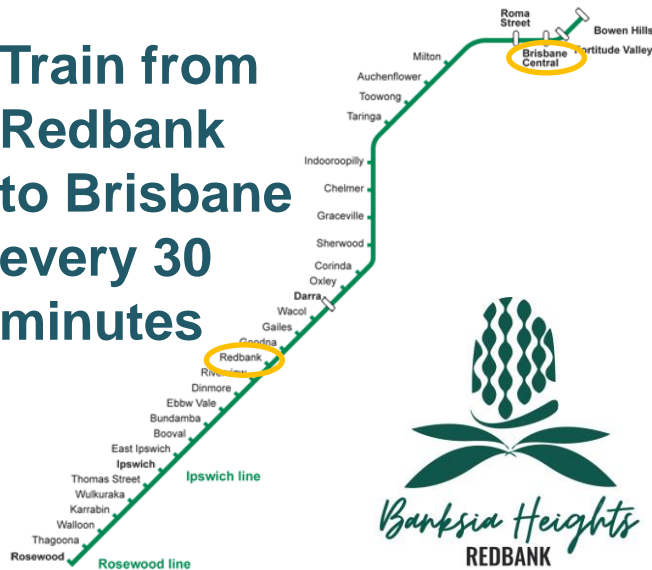 Train from
Redbank
to Brisbane
every 30
minutes
Roma
Street
Bowen Hills
Fortitude Valley
Brisbane
Central
Milton
Auchenflower
Toowong
Taringa
Indooroopilly
Chelmer
Graceville
Sherwood
Corinda
Oxley
Darra
Wacol
Gailes
Goodna
Redbank
Riverview
Dinmore
Ebbw Vale
Bundamba
Booval
East Ipswich
Ipswich
Thomas Street
Wulkuraka
Karrabin
Walloon
Thagoona
Rosewood
Ipswich line
Rosewood line
Banksia Heights
REDBANK